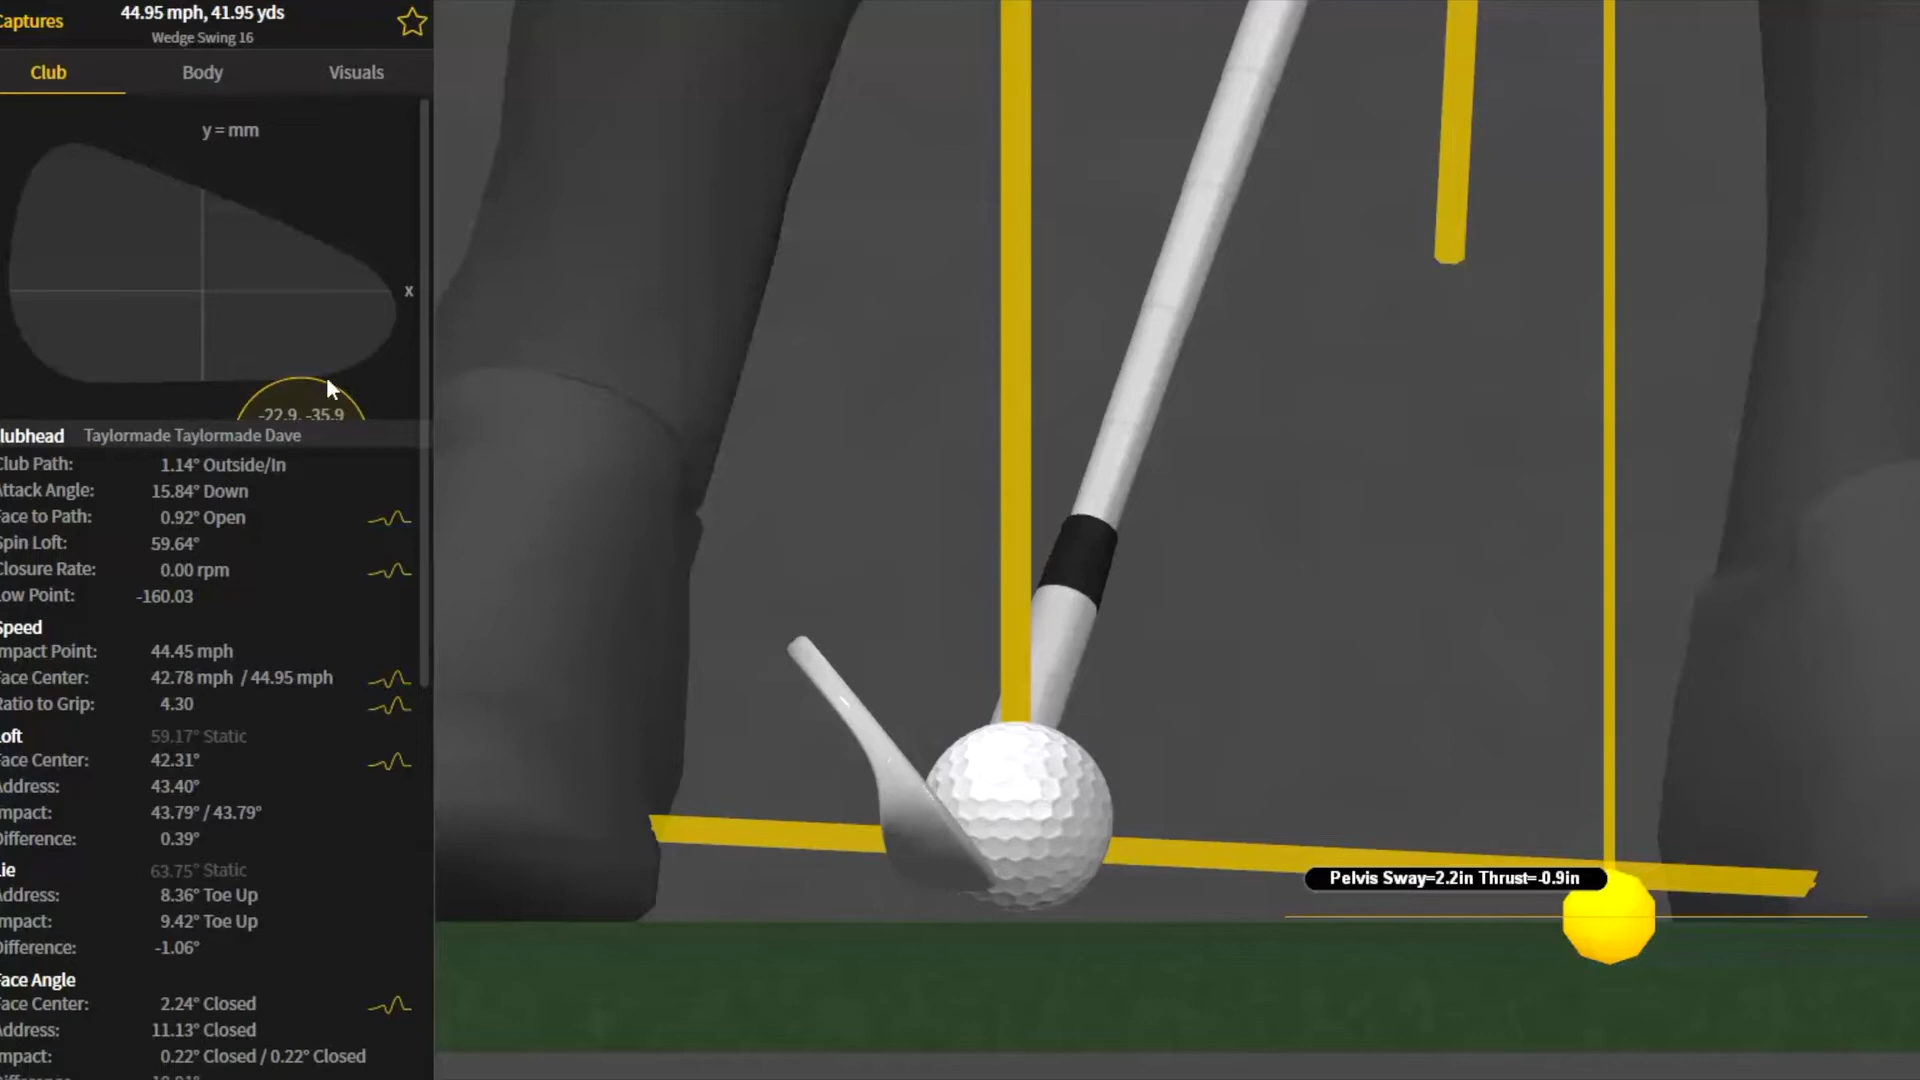 Captures
44.95 mph, 41.95 yds
Wedge Swing 16
Club Body Visuals
y = mm
x
-22.9, -35.9
lubhead Taylormade Taylormade Dave
Club Path: 1.14° Outside/In
Attack Angle: 15.84° Down
Face to Path: 0.92° Open
Spin Loft: 59.64°
Closure Rate: 0.00 rpm
Low Point: -160.03
Speed
mpact Point: 44.45 mph
Face Center: 42.78 mph / 44.95 mph
Ratio to Grip: 4.30
Loft 59.17° Static
Face Center: 42.31°
Address: 43.40°
mpact: 43.79° / 43.79°
Difference: 0.39°
Lie 63.75° Static
Address: 8.36° Toe Up
mpact: 9.42° Toe Up
Difference: -1.06°
Face Angle
Face Center: 2.24° Closed
Address: 11.13° Closed
mpact: 0.22° Closed / 0.22° Closed
Pelvis Sway=2.2in Thrust=-0.9in